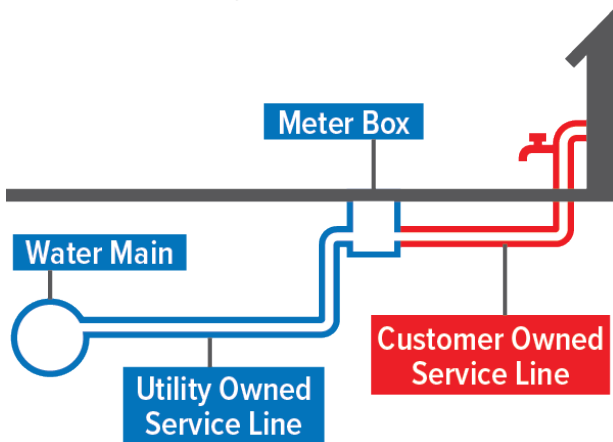 Meter Box
Water Main
Customer Owned
Service Line
Utility Owned
Service Line